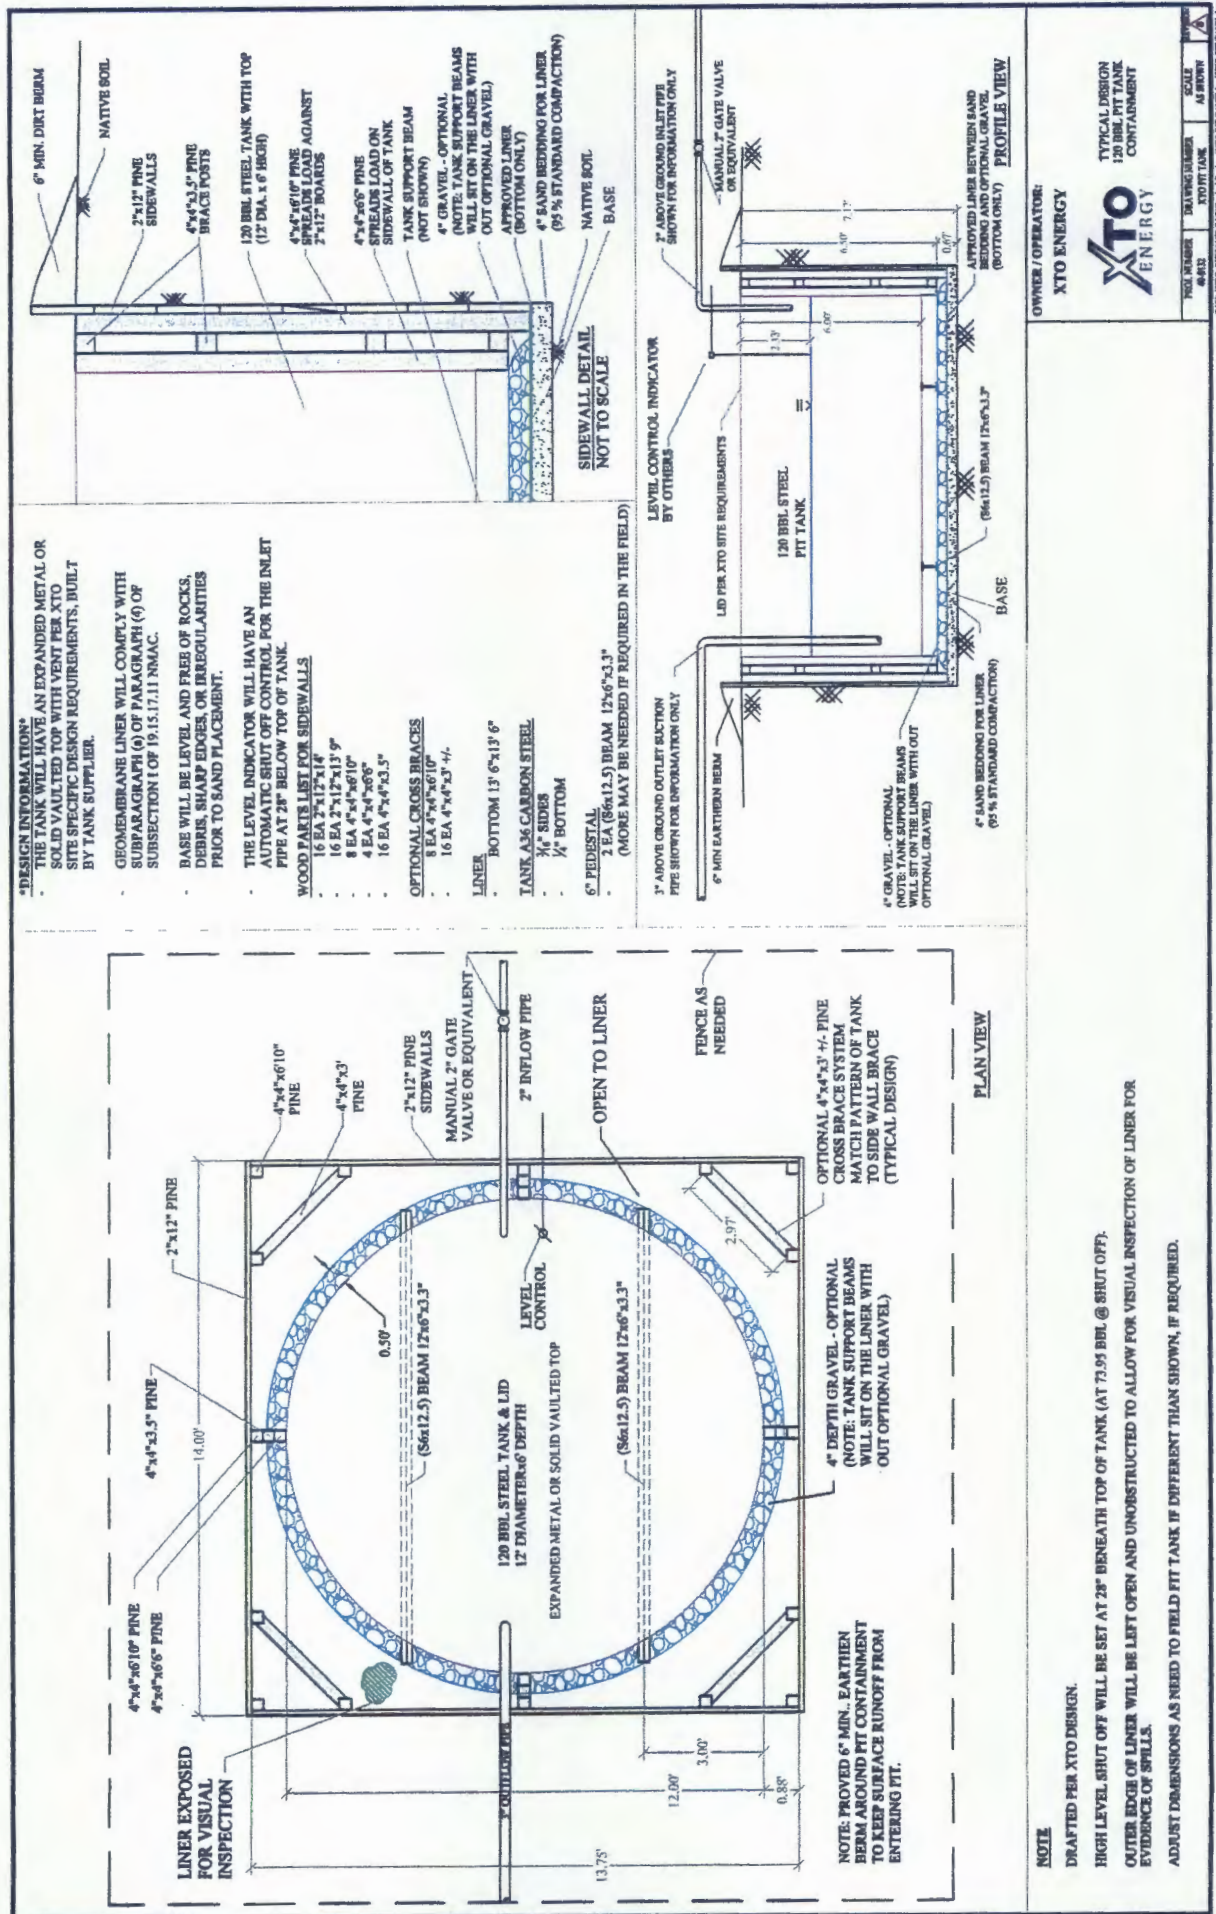 *DESIGN INFORMATION*
- THE TANK WILL HAVE AN EXPANDED METAL OR
SOLID VAULTED TOP WITH VENT PER XTO
SITE SPECIFIC DESIGN REQUIREMENTS, BUILT
BY TANK SUPPLIER.
- GEOMEMBRANE LINER WILL COMPLY WITH
SUBPARAGRAPH (a) OF PARAGRAPH (4) OF
SUBSECTION I OF 19.15.17.11 NMAC.
- BASE WILL BE LEVEL AND FREE OF ROCKS,
DEBRIS, SHARP EDGES, OR IRREGULARITIES
PRIOR TO SAND PLACEMENT.
- THE LEVEL INDICATOR WILL HAVE AN
AUTOMATIC SHUT OFF CONTROL FOR THE INLET
PIPE AT 28" BELOW TOP OF TANK.
WOOD PARTS LIST FOR SIDEWALLS
- 16 EA 2"x12"x14'
- 16 EA 2"x12"x13' 9"
- 8 EA 4"x4"x6'10"
- 4 EA 4"x4"x6'6"
- 16 EA 4"x4"x3.5"
OPTIONAL CROSS BRACES
- 8 EA 4"x4"x6'10"
- 16 EA 4"x4"x3' +/-
LINER
- BOTTOM 13' 6"x13' 6"
TANK A36 CARBON STEEL
- 3/16" SIDES
- 1/4" BOTTOM
6" PEDESTAL
- 2 EA (S6x12.5) BEAM 12'x6"x3.3"
(MORE MAY BE NEEDED IF REQUIRED IN THE FIELD)
6" MIN. DIRT BERM
NATIVE SOIL
2"x12" PINE
SIDEWALLS
4"x4"x3.5" PINE
BRACE POSTS
120 BBL STEEL TANK WITH TOP
(12' DIA. x 6' HIGH)
4"x4"x6'10" PINE
SPREADS LOAD AGAINST
2"x12" BOARDS
4"x4"x6'6" PINE
SPREADS LOAD ON
SIDEWALL OF TANK
TANK SUPPORT BEAM
(NOT SHOWN)
4" GRAVEL - OPTIONAL
(NOTE: TANK SUPPORT BEAMS
WILL SIT ON THE LINER WITH
OUT OPTIONAL GRAVEL)
APPROVED LINER
(BOTTOM ONLY)
4" SAND BEDDING FOR LINER
(95 % STANDARD COMPACTION)
NATIVE SOIL
BASE
SIDEWALL DETAIL
NOT TO SCALE
2"x12" PINE
4"x4"x3.5" PINE
14.00'
4"x4"x6'10" PINE
4"x4"x6'6" PINE
4"x4"x6'10"
PINE
4"x4"x3'
PINE
2"x12" PINE
SIDEWALLS
MANUAL 2" GATE
VALVE OR EQUIVALENT
2" INFLOW PIPE
OPEN TO LINER
FENCE AS
NEEDED
LINER EXPOSED
FOR VISUAL
INSPECTION
0.50'
(S6x12.5) BEAM 12'x6"x3.3"
120 BBL STEEL TANK & LID
12' DIAMETERx6' DEPTH
EXPANDED METAL OR SOLID VAULTED TOP
LEVEL
CONTROL
(S6x12.5) BEAM 12'x6"x3.3"
OUTFLOW PIPE
2.97'
3.00'
12.00'
0.88'
13.75'
OPTIONAL 4"x4"x3' +/- PINE
CROSS BRACE SYSTEM
MATCH PATTERN OF TANK
TO SIDE WALL BRACE
(TYPICAL DESIGN)
4" DEPTH GRAVEL - OPTIONAL
(NOTE: TANK SUPPORT BEAMS
WILL SIT ON THE LINER WITH
OUT OPTIONAL GRAVEL)
NOTE: PROVED 6" MIN. EARTHEN
BERM AROUND PIT CONTAINMENT
TO KEEP SURFACE RUNOFF FROM
ENTERING PIT.
PLAN VIEW
LEVEL CONTROL INDICATOR
BY OTHERS
2" ABOVE GROUND INLET PIPE
SHOWN FOR INFORMATION ONLY
MANUAL 2" GATE VALVE
OR EQUIVALENT
LID PER XTO SITE REQUIREMENTS
3" ABOVE GROUND OUTLET SUCTION
PIPE SHOWN FOR INFORMATION ONLY
6" MIN EARTHERN BERM
120 BBL STEEL
PIT TANK
2.33'
6.00'
6.50'
7.17'
0.67'
4" GRAVEL - OPTIONAL
(NOTE: TANK SUPPORT BEAMS
WILL SIT ON THE LINER WITH OUT
OPTIONAL GRAVEL)
4" SAND BEDDING FOR LINER
(95 % STANDARD COMPACTION)
BASE
(S6x12.5) BEAM 12'x6"x3.3"
APPROVED LINER BETWEEN SAND
BEDDING AND OPTIONAL GRAVEL
(BOTTOM ONLY)
PROFILE VIEW
NOTE
DRAFTED PER XTO DESIGN.
HIGH LEVEL SHUT OFF WILL BE SET AT 28" BENEATH TOP OF TANK (AT 73.95 BBL @ SHUT OFF).
OUTER EDGE OF LINER WILL BE LEFT OPEN AND UNOBSTRUCTED TO ALLOW FOR VISUAL INSPECTION OF LINER FOR
EVIDENCE OF SPILLS.
ADJUST DIMENSIONS AS NEED TO FIELD FIT TANK IF DIFFERENT THAN SHOWN, IF REQUIRED.
OWNER / OPERATOR:
XTO ENERGY
XTO
ENERGY
TYPICAL DESIGN
120 BBL PIT TANK
CONTAINMENT
DRAWING NUMBER
XTO PIT TANK
SCALE
AS SHOWN